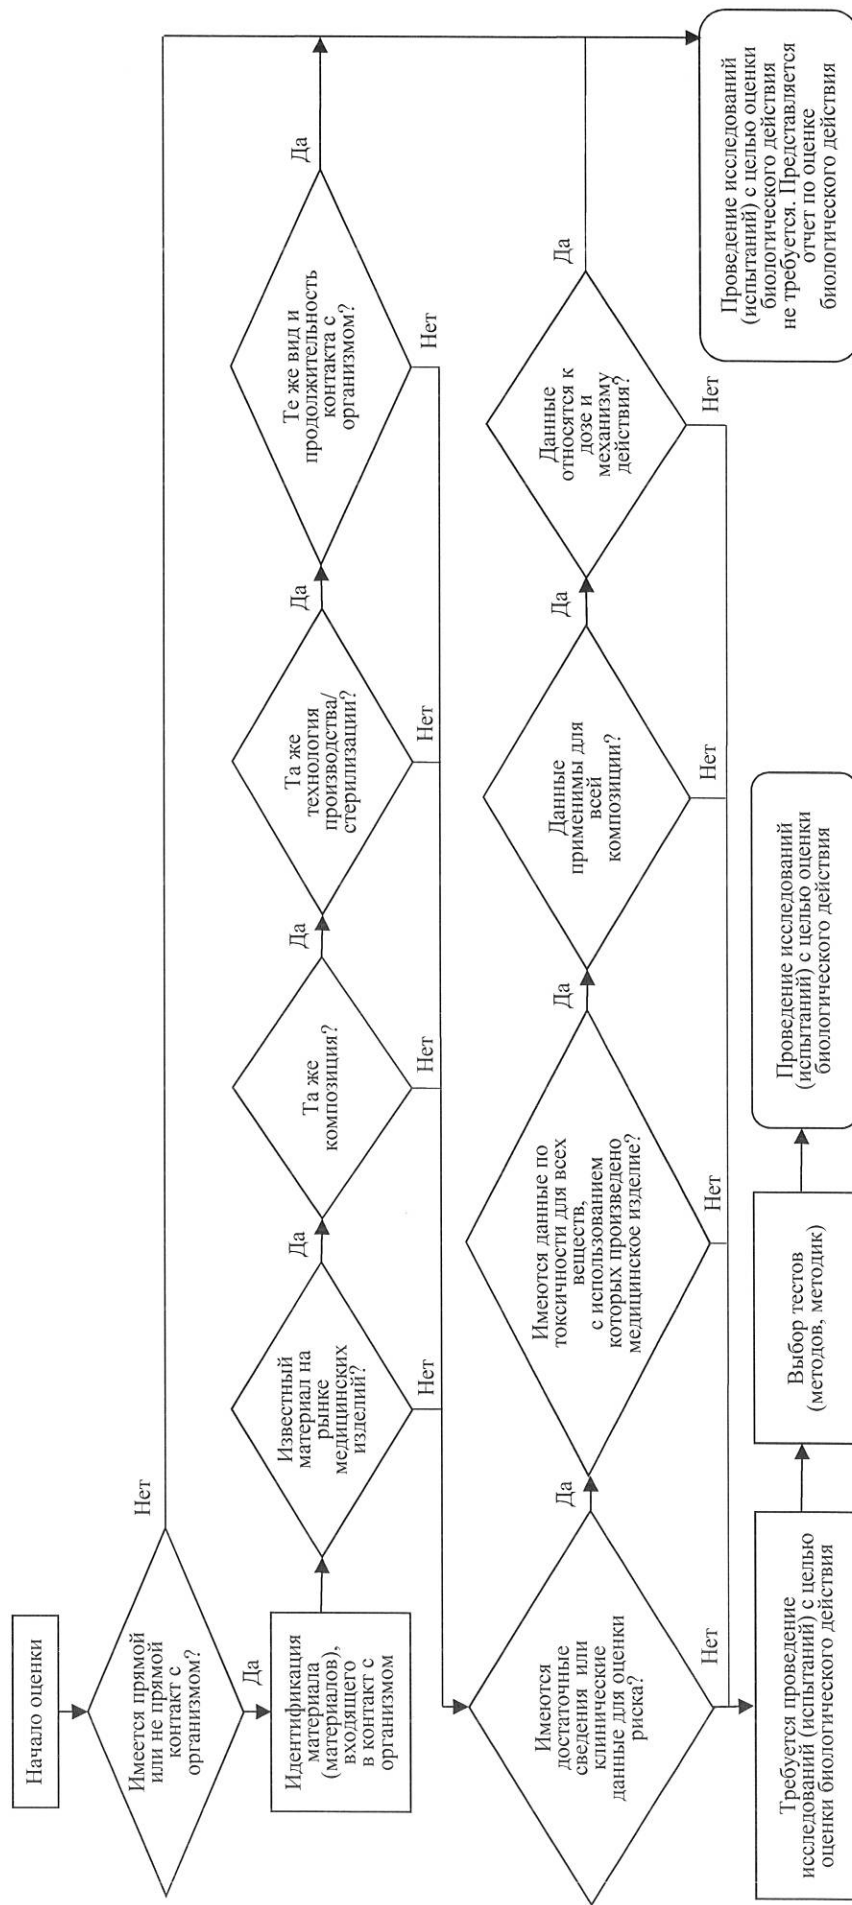 Начало оценки
Имеется прямой
или не прямой
контакт с
организмом?
Нет
Да
Идентификация
материала
(материалов),
входящего
в контакт с
организмом
Известный
материал на
рынке
медицинских
изделий?
Да
Нет
Та же
композиция?
Да
Нет
Та же
технология
производства/
стерилизации?
Да
Нет
Те же вид и
продолжительность
контакта с
организмом?
Да
Нет
Имеются
достаточные
сведения или
клинические
данные для оценки
риска?
Да
Нет
Имеются данные по
токсичности для всех
веществ,
с использованием
которых произведено
медицинское изделие?
Да
Нет
Данные
применимы для
всей
композиции?
Да
Нет
Данные
относятся к
дозе и
механизму
действия?
Да
Нет
Требуется проведение
исследований (испытаний) с целью
оценки биологического действия
Выбор тестов
(методов, методик)
Проведение исследований
(испытаний) с целью оценки
биологического действия
Проведение исследований
(испытаний) с целью оценки
биологического действия
не требуется. Представляется
отчет по оценке
биологического действия